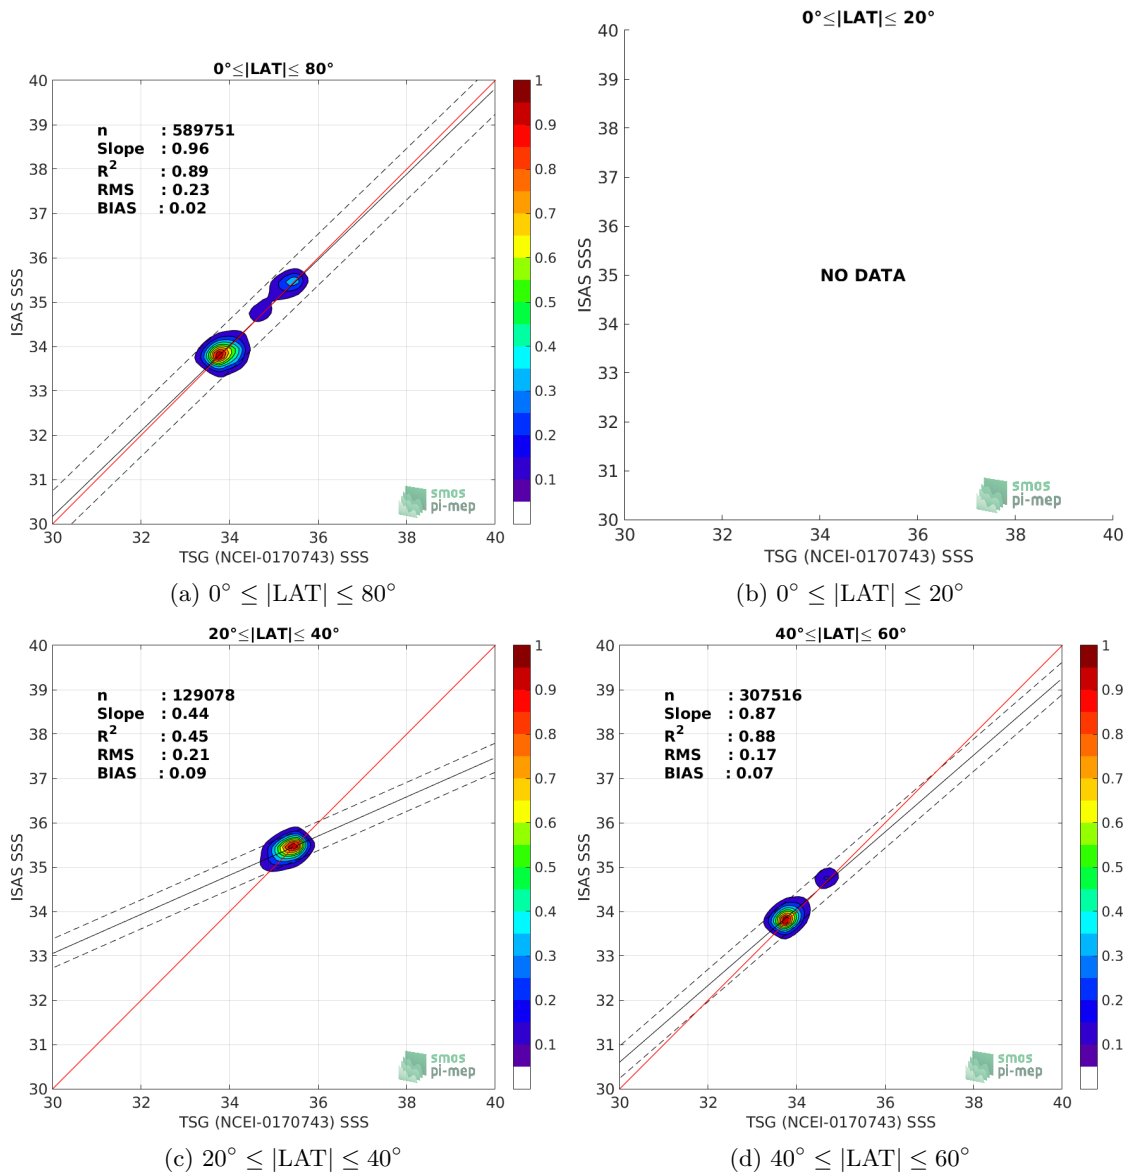 0°≤|LAT|≤ 80°
n : 589751
Slope : 0.96
R² : 0.89
RMS : 0.23
BIAS : 0.02
40
39
38
37
36
35
34
33
32
31
30
ISAS SSS
30 32 34 36 38 40
TSG (NCEI-0170743) SSS
1
0.9
0.8
0.7
0.6
0.5
0.4
0.3
0.2
0.1
smos
pi-mep
(a) 0° ≤ |LAT| ≤ 80°
0°≤|LAT|≤ 20°
40
39
38
37
36
35
34
33
32
31
30
ISAS SSS
NO DATA
smos
pi-mep
30 32 34 36 38 40
TSG (NCEI-0170743) SSS
(b) 0° ≤ |LAT| ≤ 20°
20°≤|LAT|≤ 40°
n : 129078
Slope : 0.44
R² : 0.45
RMS : 0.21
BIAS : 0.09
40
39
38
37
36
35
34
33
32
31
30
ISAS SSS
30 32 34 36 38 40
TSG (NCEI-0170743) SSS
1
0.9
0.8
0.7
0.6
0.5
0.4
0.3
0.2
0.1
smos
pi-mep
(c) 20° ≤ |LAT| ≤ 40°
40°≤|LAT|≤ 60°
n : 307516
Slope : 0.87
R² : 0.88
RMS : 0.17
BIAS : 0.07
40
39
38
37
36
35
34
33
32
31
30
ISAS SSS
30 32 34 36 38 40
TSG (NCEI-0170743) SSS
1
0.9
0.8
0.7
0.6
0.5
0.4
0.3
0.2
0.1
smos
pi-mep
(d) 40° ≤ |LAT| ≤ 60°